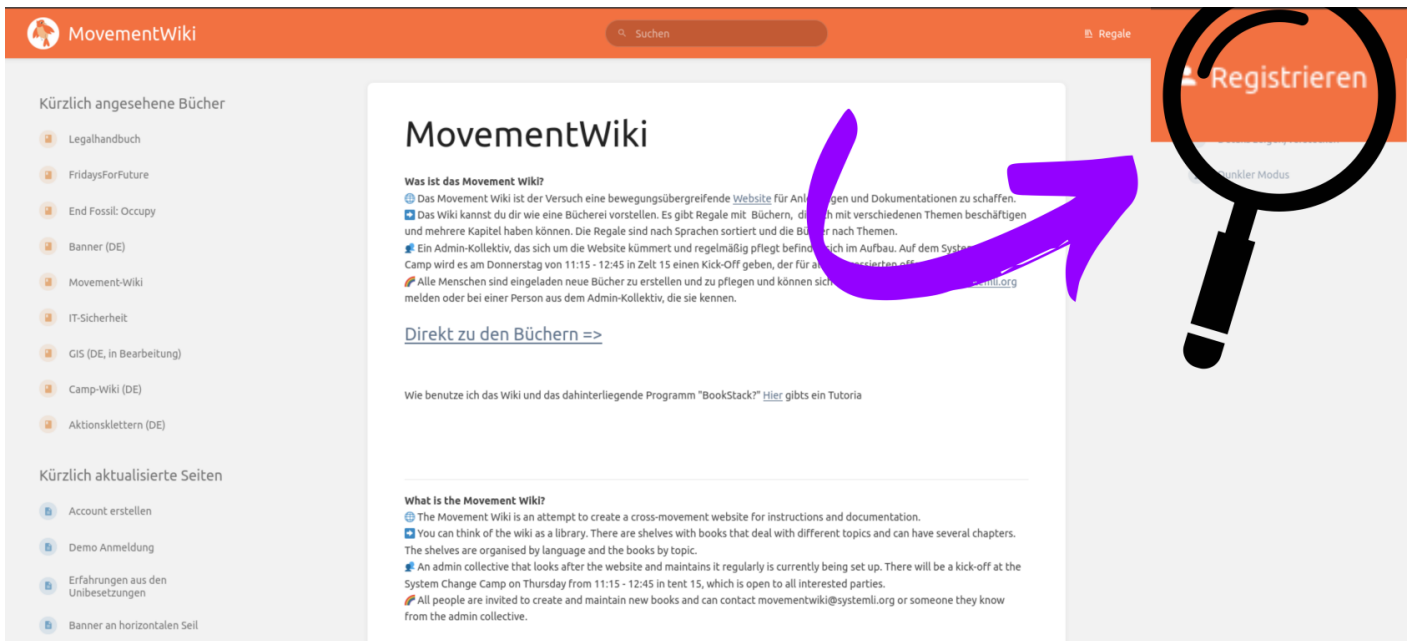 MovementWiki
Suchen
Regale
Registrieren
Dunkler Modus
Kürzlich angesehene Bücher
Legalhandbuch
FridaysForFuture
End Fossil: Occupy
Banner (DE)
Movement-Wiki
IT-Sicherheit
GIS (DE, in Bearbeitung)
Camp-Wiki (DE)
Aktionsklettern (DE)
Kürzlich aktualisierte Seiten
Account erstellen
Demo Anmeldung
Erfahrungen aus den
Unibesetzungen
Banner an horizontalen Seil
MovementWiki
Was ist das Movement Wiki?
🌐 Das Movement Wiki ist der Versuch eine bewegungsübergreifende Website für und Dokumentationen zu schaffen.
➡️ Das Wiki kannst du dir wie eine Bücherei vorstellen. Es gibt Regale mit Büchern, mit verschiedenen Themen beschäftigen
und mehrere Kapitel haben können. Die Regale sind nach Sprachen sortiert und die nach Themen.
👥 Ein Admin-Kollektiv, das sich um die Website kümmert und regelmäßig pflegt im Aufbau. Auf dem
Camp wird es am Donnerstag von 11:15 - 12:45 in Zelt 15 einen Kick-Off geben, der für
🌈 Alle Menschen sind eingeladen neue Bücher zu erstellen und zu pflegen und können sich
melden oder bei einer Person aus dem Admin-Kollektiv, die sie kennen.
Direkt zu den Büchern =>
Wie benutze ich das Wiki und das dahinterliegende Programm "BookStack?" Hier gibts ein Tutoria
What is the Movement Wiki?
🌐 The Movement Wiki is an attempt to create a cross-movement website for instructions and documentation.
➡️ You can think of the wiki as a library. There are shelves with books that deal with different topics and can have several chapters.
The shelves are organised by language and the books by topic.
👥 An admin collective that looks after the website and maintains it regularly is currently being set up. There will be a kick-off at the
System Change Camp on Thursday from 11:15 - 12:45 in tent 15, which is open to all interested parties.
🌈 All people are invited to create and maintain new books and can contact movementwiki@systemli.org or someone they know
from the admin collective.